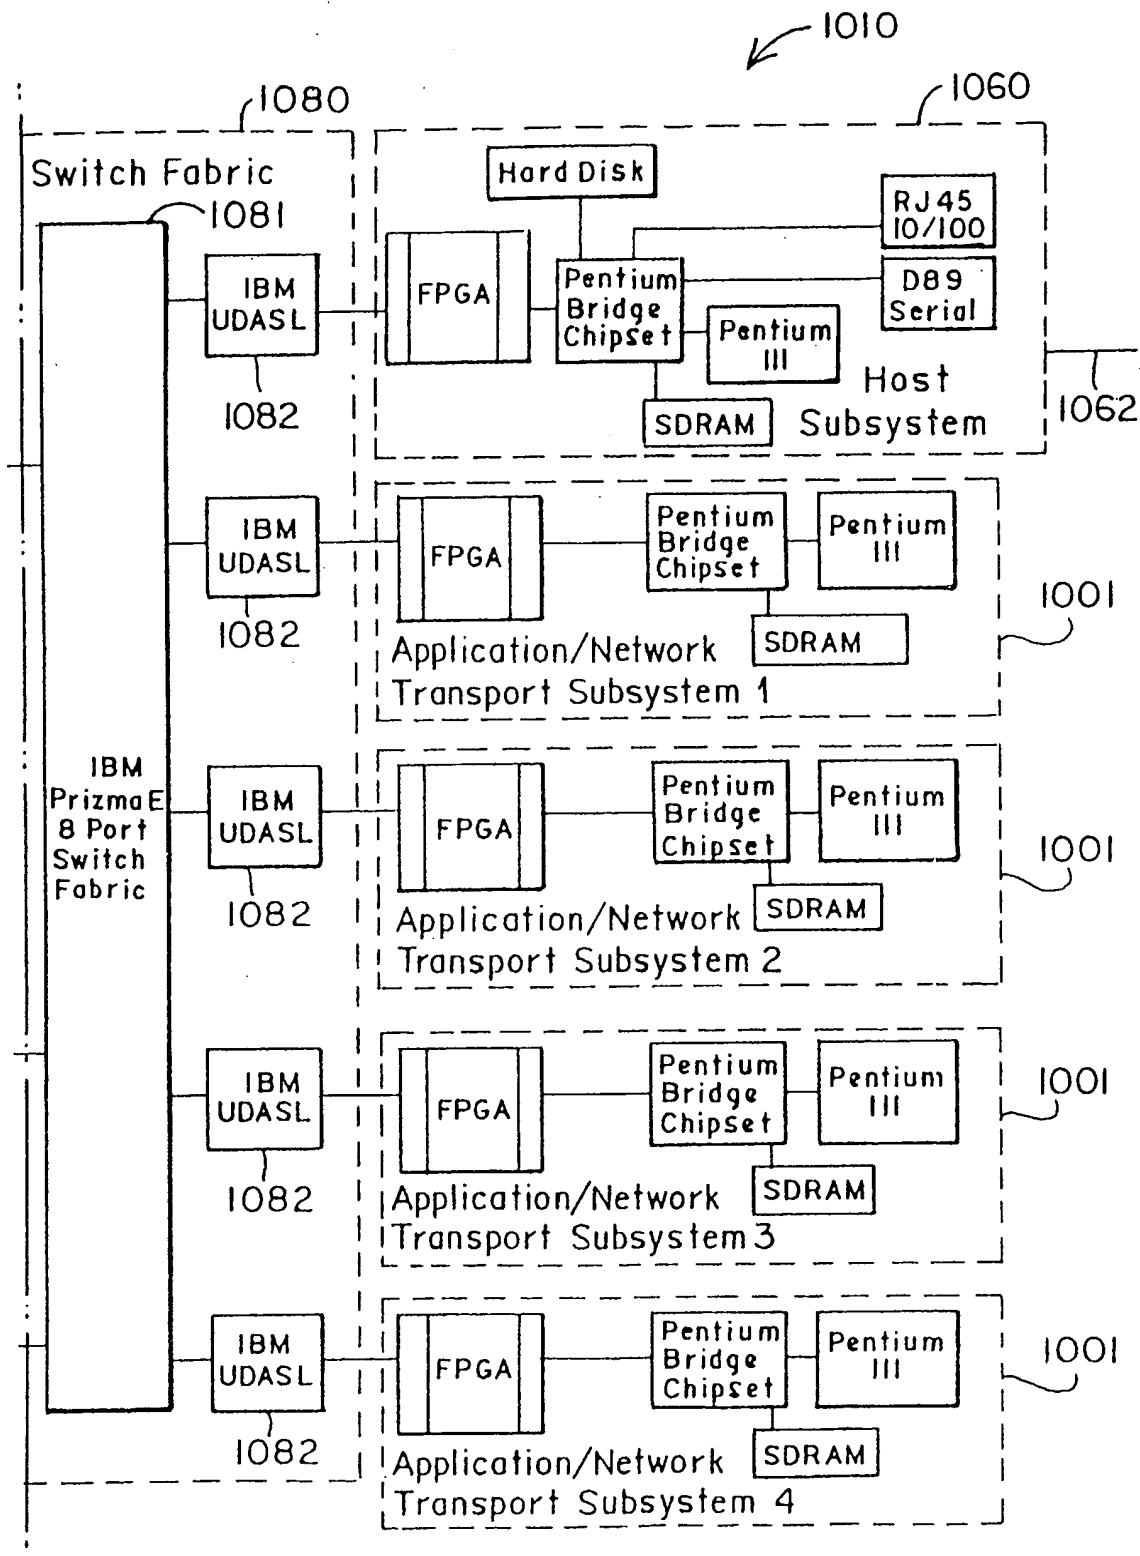 1010
1080
1060
Switch Fabric
1081
Hard Disk
RJ45
10/100
IBM
UDASL
FPGA
Pentium
Bridge
Chipset
D89
Serial
Pentium
III
Host
Subsystem
SDRAM
1082
1062
IBM
UDASL
FPGA
Pentium
Bridge
Chipset
Pentium
III
1082
SDRAM
1001
Application/Network
Transport Subsystem 1
IBM
PrizmaE
8 Port
Switch
Fabric
IBM
UDASL
FPGA
Pentium
Bridge
Chipset
Pentium
III
1082
SDRAM
1001
Application/Network
Transport Subsystem 2
IBM
UDASL
FPGA
Pentium
Bridge
Chipset
Pentium
III
1082
SDRAM
1001
Application/Network
Transport Subsystem 3
IBM
UDASL
FPGA
Pentium
Bridge
Chipset
Pentium
III
1082
SDRAM
1001
Application/Network
Transport Subsystem 4